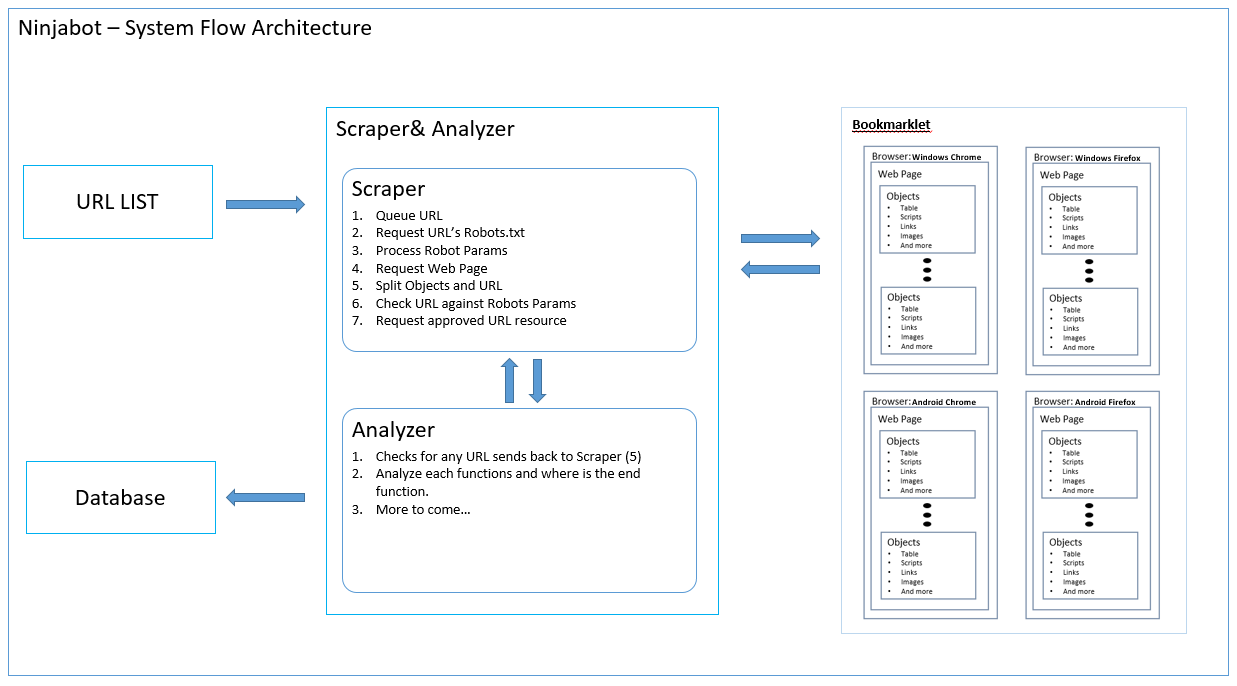 Ninjabot – System Flow Architecture
URL LIST
Database
Scraper& Analyzer
Scraper
1. Queue URL
2. Request URL’s Robots.txt
3. Process Robot Params
4. Request Web Page
5. Split Objects and URL
6. Check URL against Robots Params
7. Request approved URL resource
Analyzer
1. Checks for any URL sends back to Scraper (5)
2. Analyze each functions and where is the end
function.
3. More to come…
Bookmarklet
Browser: Windows Chrome
Web Page
Objects
• Table
• Scripts
• Links
• Images
• And more
Objects
• Table
• Scripts
• Links
• Images
• And more
Browser: Windows Firefox
Web Page
Objects
• Table
• Scripts
• Links
• Images
• And more
Objects
• Table
• Scripts
• Links
• Images
• And more
Browser: Android Chrome
Web Page
Objects
• Table
• Scripts
• Links
• Images
• And more
Objects
• Table
• Scripts
• Links
• Images
• And more
Browser: Android Firefox
Web Page
Objects
• Table
• Scripts
• Links
• Images
• And more
Objects
• Table
• Scripts
• Links
• Images
• And more